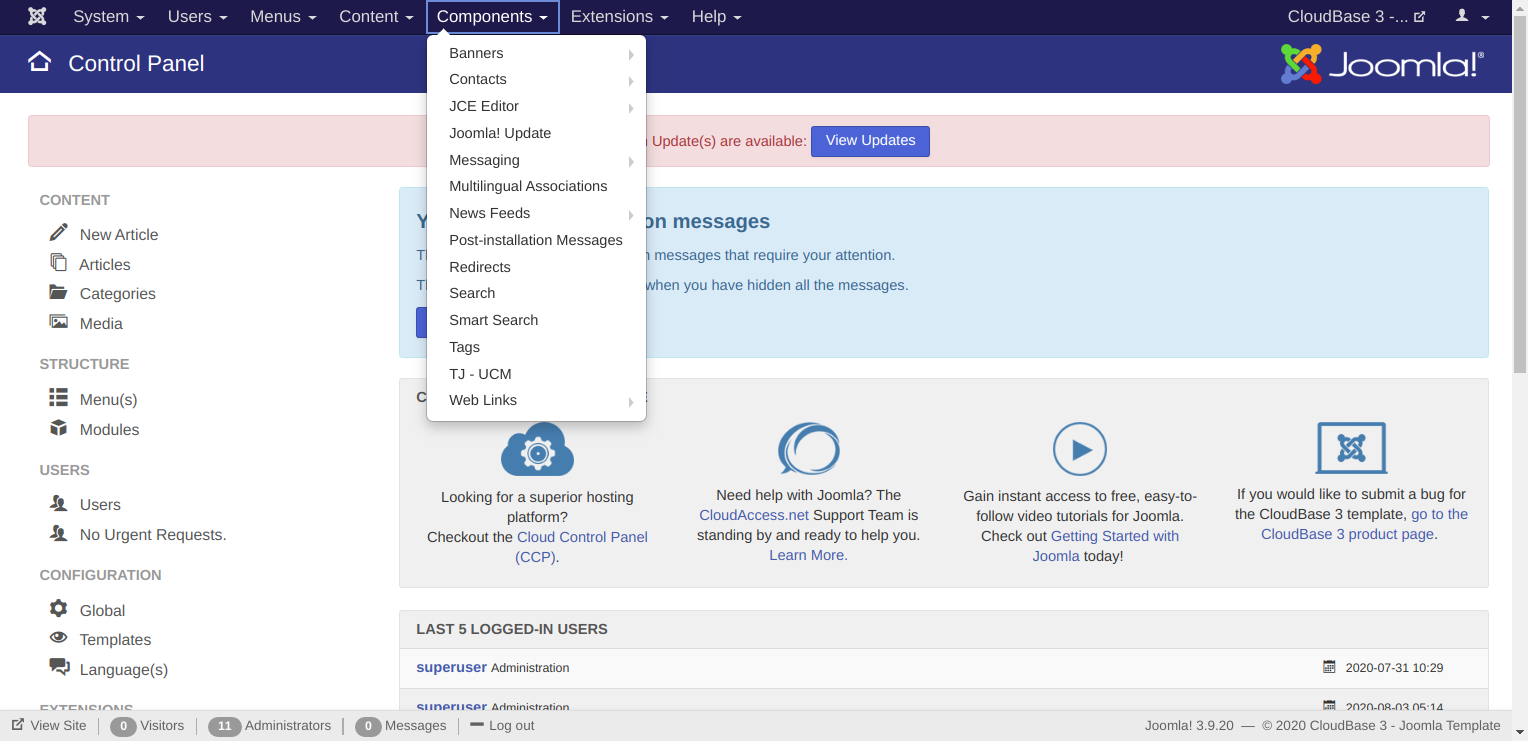 System Users Menus Content Components Extensions Help CloudBase 3 -...
Control Panel
Joomla!®
Banners
Contacts
JCE Editor
Joomla! Update
Messaging
Multilingual Associations
News Feeds
Post-installation Messages
Redirects
Search
Smart Search
Tags
TJ - UCM
Web Links
Update(s) are available: View Updates
CONTENT
New Article
Articles
Categories
Media
STRUCTURE
Menu(s)
Modules
USERS
Users
No Urgent Requests.
CONFIGURATION
Global
Templates
Language(s)
EXTENSIONS
on messages
messages that require your attention.
when you have hidden all the messages.
Looking for a superior hosting
platform?
Checkout the Cloud Control Panel
(CCP).
Need help with Joomla? The
CloudAccess.net Support Team is
standing by and ready to help you.
Learn More.
Gain instant access to free, easy-to-
follow video tutorials for Joomla.
Check out Getting Started with
Joomla today!
If you would like to submit a bug for
the CloudBase 3 template, go to the
CloudBase 3 product page.
LAST 5 LOGGED-IN USERS
superuser Administration 2020-07-31 10:29
superuser Administration 2020-08-03 05:14
View Site 0 Visitors 11 Administrators 0 Messages Log out
Joomla! 3.9.20 — © 2020 CloudBase 3 - Joomla Template